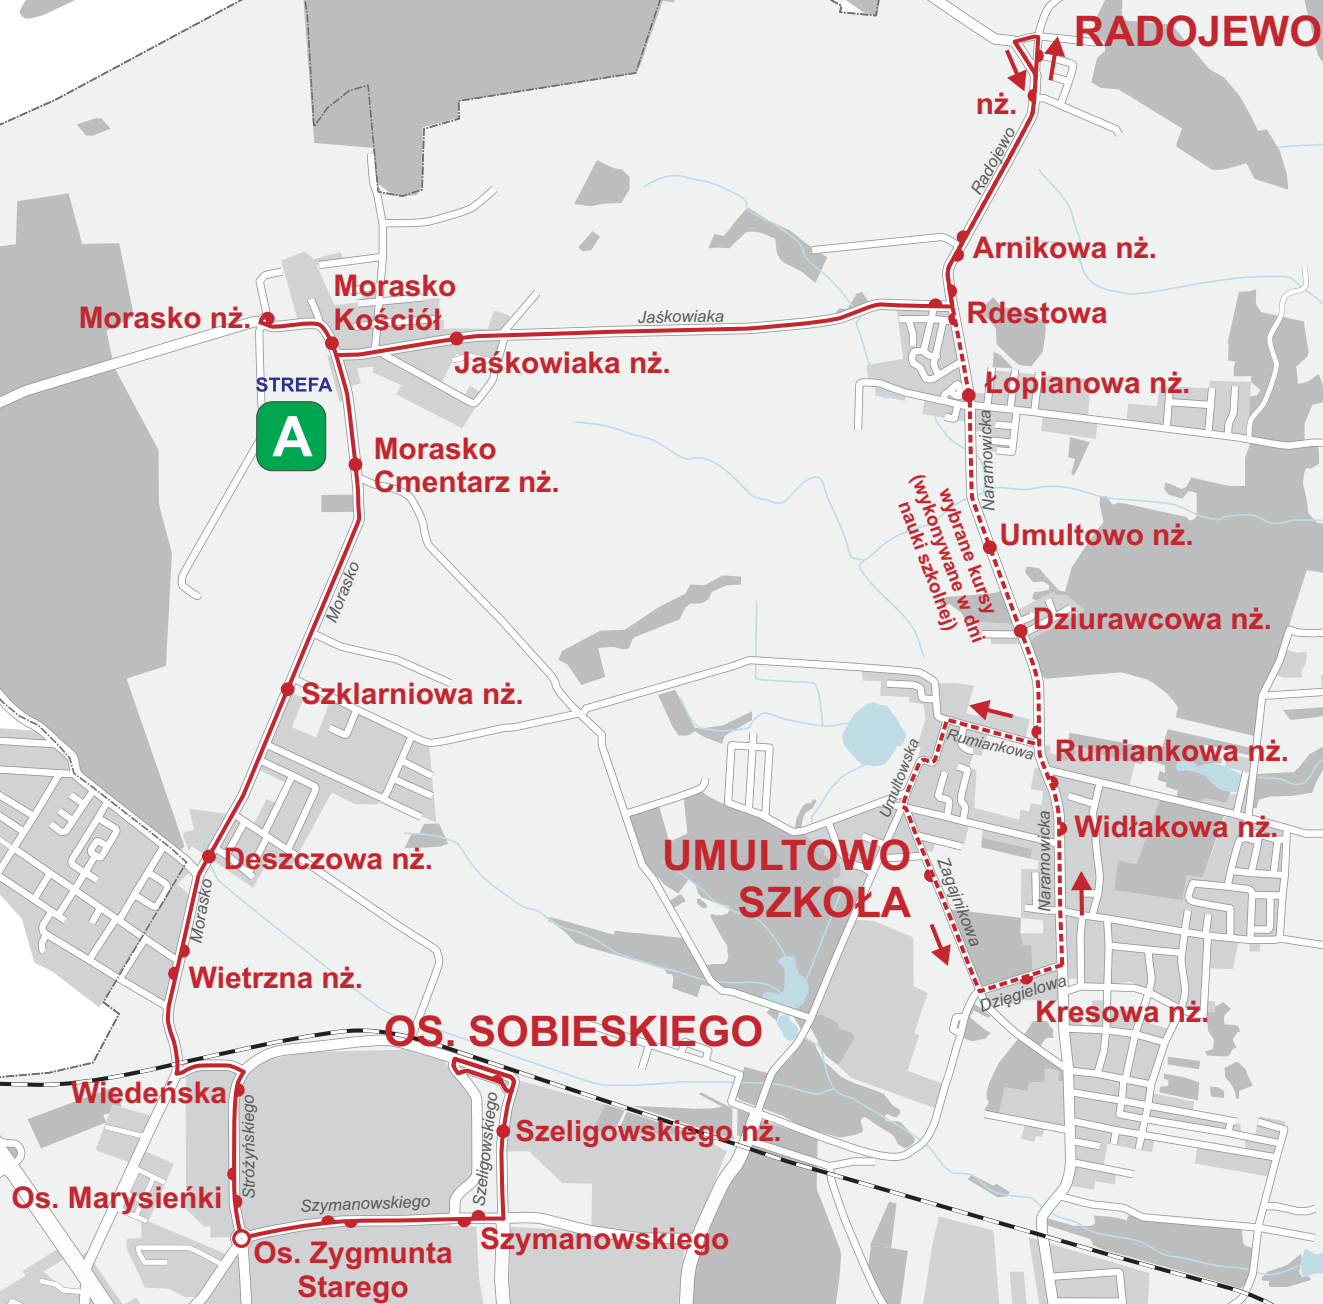 RADOJEWO
nż.
Radojewo
Arnikowa nż.
Morasko
Kościół
Morasko nż.
Jaśkowiaka
Rdestowa
Jaśkowiaka nż.
STREFA
A
Łopianowa nż.
Naramowicka
Morasko
Cmentarz nż.
wybrane kursy
(wykonywane w dni
nauki szkolnej)
Umultowo nż.
Morasko
Dziurawcowa nż.
Szklarniowa nż.
Rumiankowa
Rumiankowa nż.
Umultowska
Widłakowa nż.
Naramowicka
UMULTOWO
SZKOŁA
Zagajnikowa
Deszczowa nż.
Morasko
Wietrzna nż.
Dzięgielowa
Kresowa nż.
OS. SOBIESKIEGO
Wiedeńska
Stróżyńskiego
Szeligowskiego
Szeligowskiego nż.
Os. Marysieńki
Szymanowskiego
Szymanowskiego
Os. Zygmunta
Starego